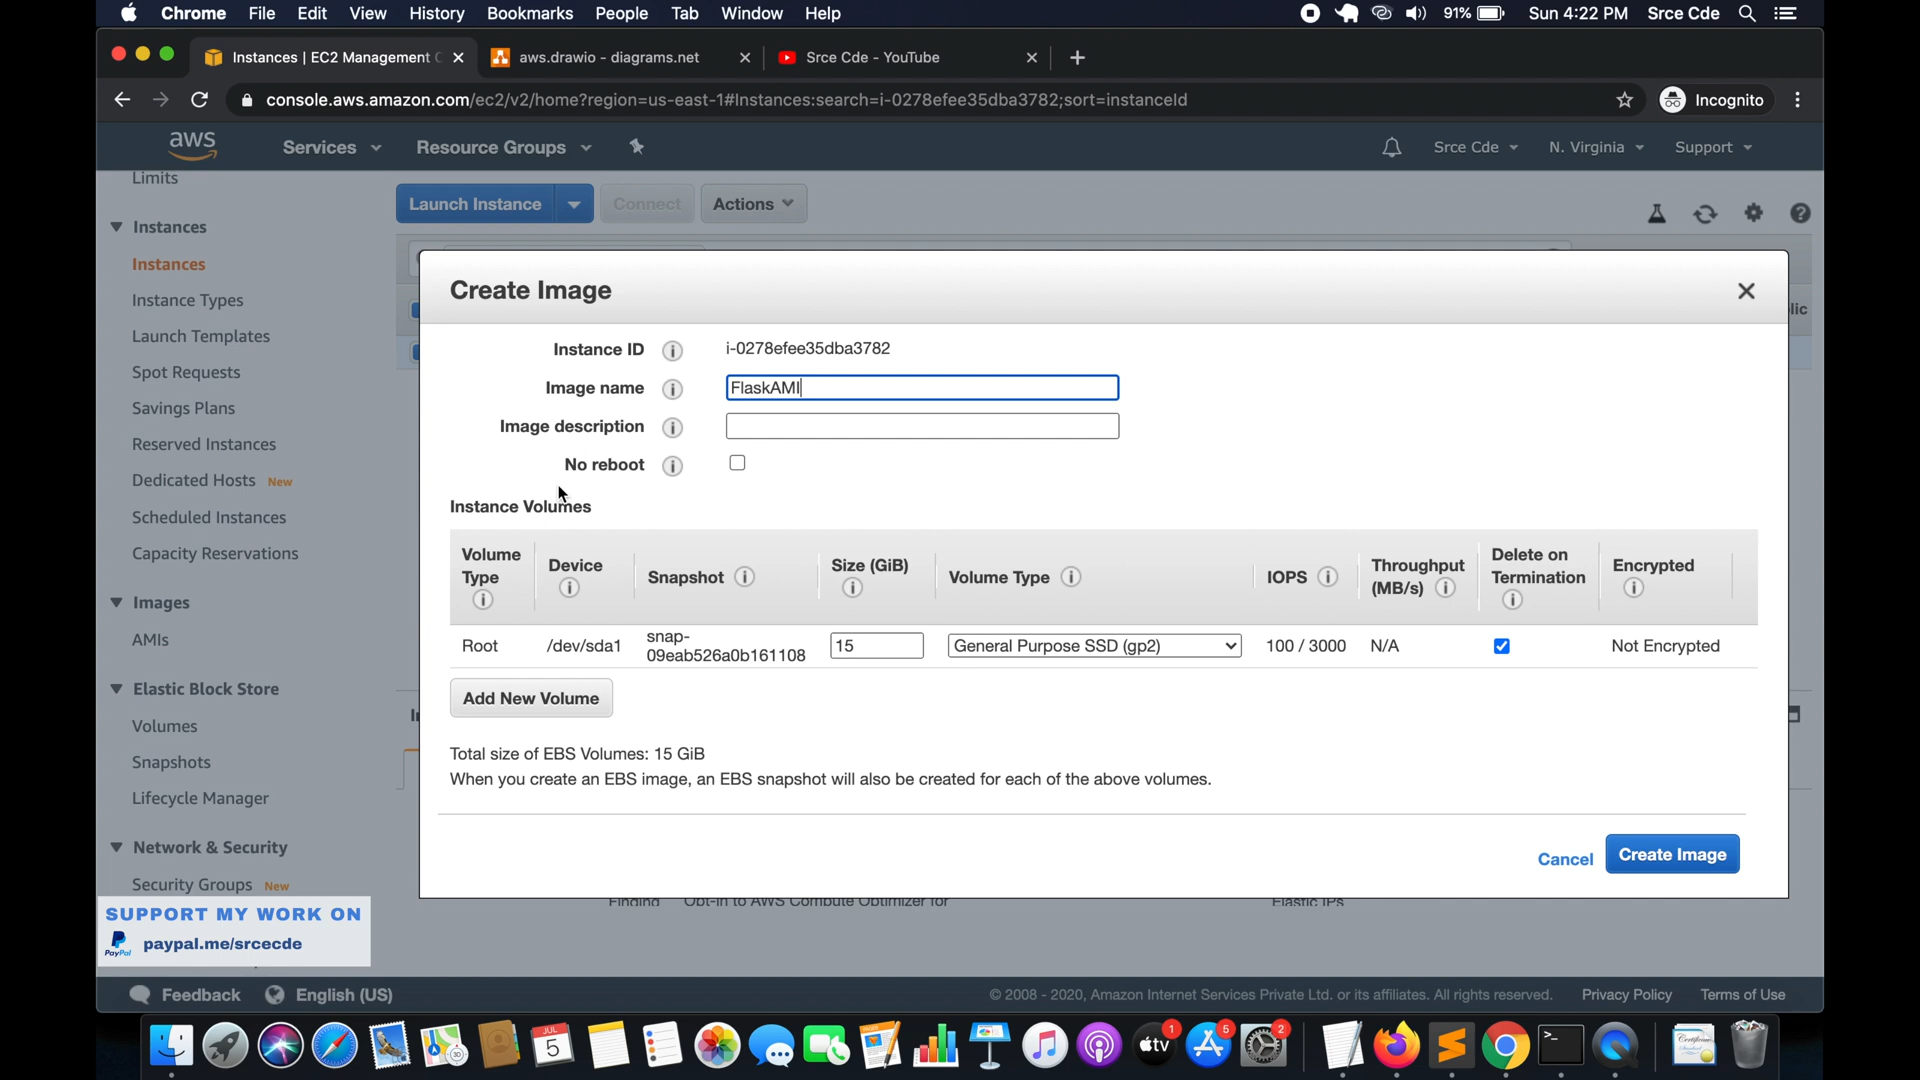 Chrome File Edit View History Bookmarks People Tab Window Help
91% Sun 4:22 PM Srce Cde
Instances | EC2 Management C
aws.drawio - diagrams.net
Srce Cde - YouTube
console.aws.amazon.com/ec2/v2/home?region=us-east-1#Instances:search=i-0278efee35dba3782;sort=instanceId
Incognito
aws
Services
Resource Groups
Srce Cde
N. Virginia
Support
Limits
Instances
Instances
Instance Types
Launch Templates
Spot Requests
Savings Plans
Reserved Instances
Dedicated Hosts New
Scheduled Instances
Capacity Reservations
Images
AMIs
Elastic Block Store
Volumes
Snapshots
Lifecycle Manager
Network & Security
Security Groups New
Launch Instance
Connect
Actions
Create Image
Instance ID i-0278efee35dba3782
Image name FlaskAMI
Image description
No reboot
Instance Volumes
Volume Type
Device
Snapshot
Size (GiB)
Volume Type
IOPS
Throughput (MB/s)
Delete on Termination
Encrypted
Root
/dev/sda1
snap-
09eab526a0b161108
15
General Purpose SSD (gp2)
100 / 3000
N/A
Not Encrypted
Add New Volume
Total size of EBS Volumes: 15 GiB
When you create an EBS image, an EBS snapshot will also be created for each of the above volumes.
Cancel
Create Image
lic
Finding Opt-in to AWS Compute Optimizer for
Elastic IPs
SUPPORT MY WORK ON
PayPal paypal.me/srcecde
Feedback
English (US)
© 2008 - 2020, Amazon Internet Services Private Ltd. or its affiliates. All rights reserved.
Privacy Policy
Terms of Use
JUL
5
tv
1
5
2